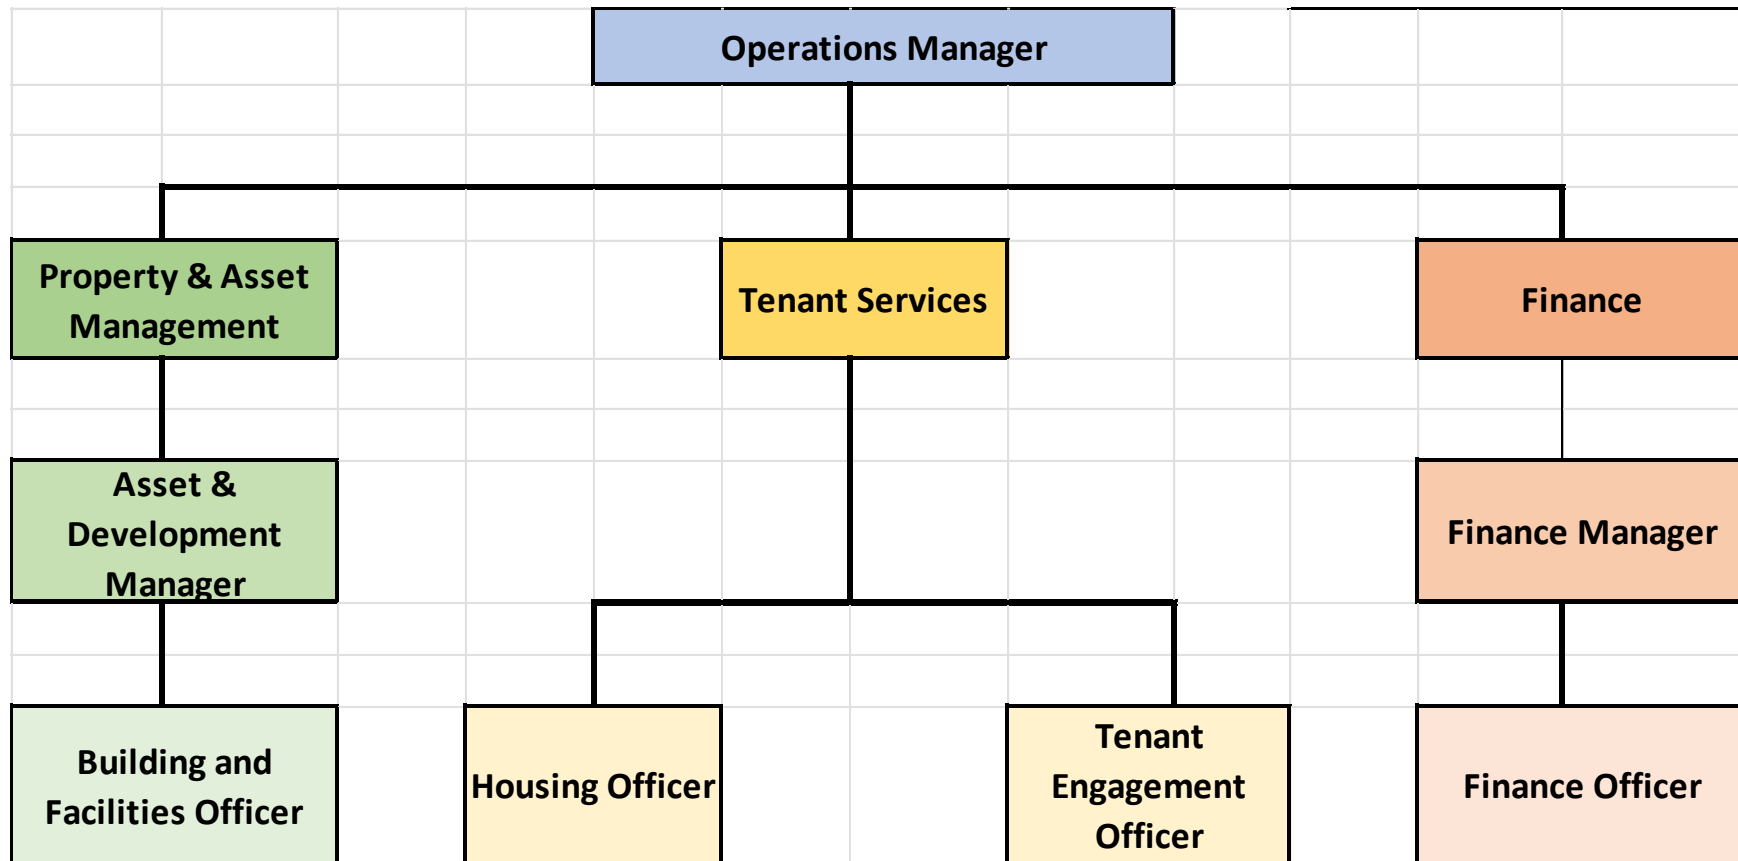 Operations Manager
Property & Asset
Management
Tenant Services
Finance
Asset &
Development
Manager
Finance Manager
Building and
Facilities Officer
Housing Officer
Tenant
Engagement
Officer
Finance Officer